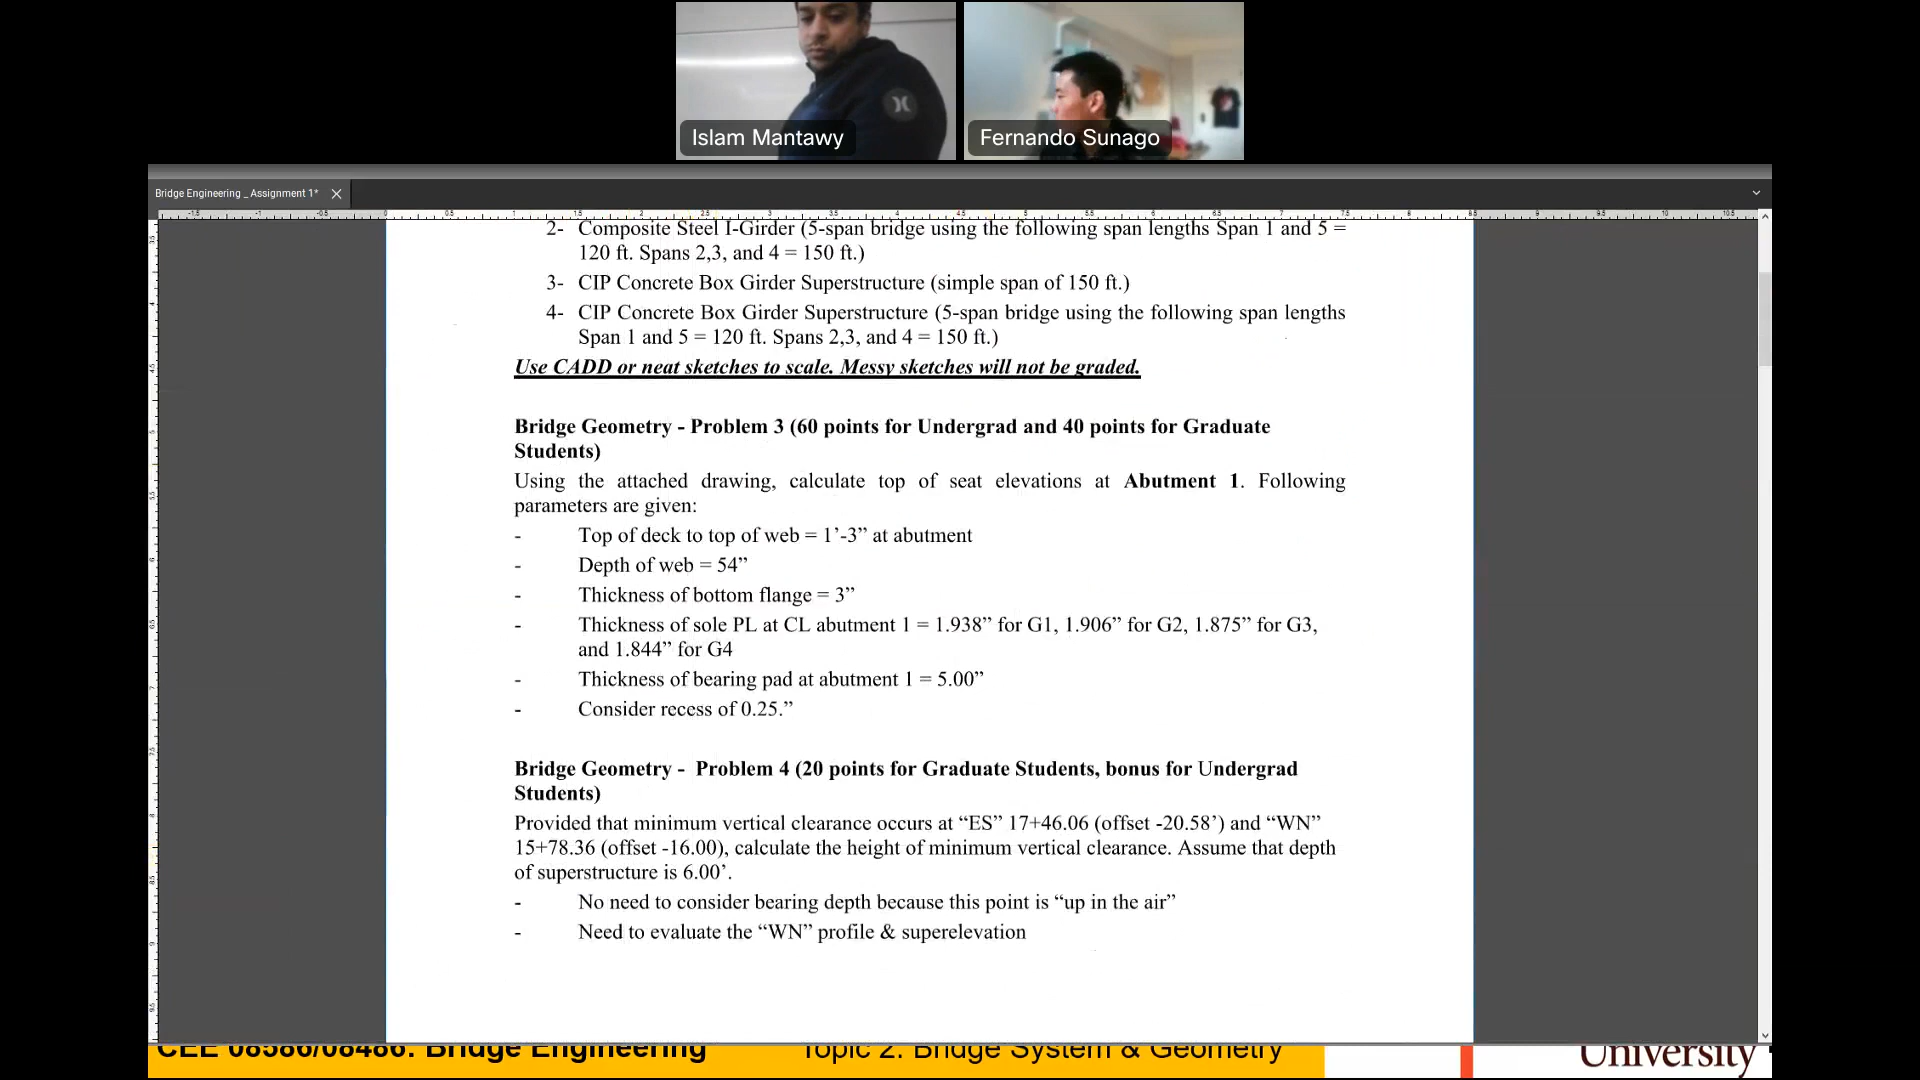 Islam Mantawy
Fernando Sunago
Bridge Engineering _ Assignment 1*
2- Composite Steel I-Girder (5-span bridge using the following span lengths Span 1 and 5 =
120 ft. Spans 2,3, and 4 = 150 ft.)
3- CIP Concrete Box Girder Superstructure (simple span of 150 ft.)
4- CIP Concrete Box Girder Superstructure (5-span bridge using the following span lengths
Span 1 and 5 = 120 ft. Spans 2,3, and 4 = 150 ft.)
Use CADD or neat sketches to scale. Messy sketches will not be graded.
Bridge Geometry - Problem 3 (60 points for Undergrad and 40 points for Graduate
Students)
Using the attached drawing, calculate top of seat elevations at Abutment 1. Following
parameters are given:
- Top of deck to top of web = 1’-3” at abutment
- Depth of web = 54”
- Thickness of bottom flange = 3”
- Thickness of sole PL at CL abutment 1 = 1.938” for G1, 1.906” for G2, 1.875” for G3,
and 1.844” for G4
- Thickness of bearing pad at abutment 1 = 5.00”
- Consider recess of 0.25.”
Bridge Geometry - Problem 4 (20 points for Graduate Students, bonus for Undergrad
Students)
Provided that minimum vertical clearance occurs at “ES” 17+46.06 (offset -20.58’) and “WN”
15+78.36 (offset -16.00), calculate the height of minimum vertical clearance. Assume that depth
of superstructure is 6.00’.
- No need to consider bearing depth because this point is “up in the air”
- Need to evaluate the “WN” profile & superelevation
CEE 08586/08486: Bridge Engineering
Topic 2: Bridge System & Geometry
University